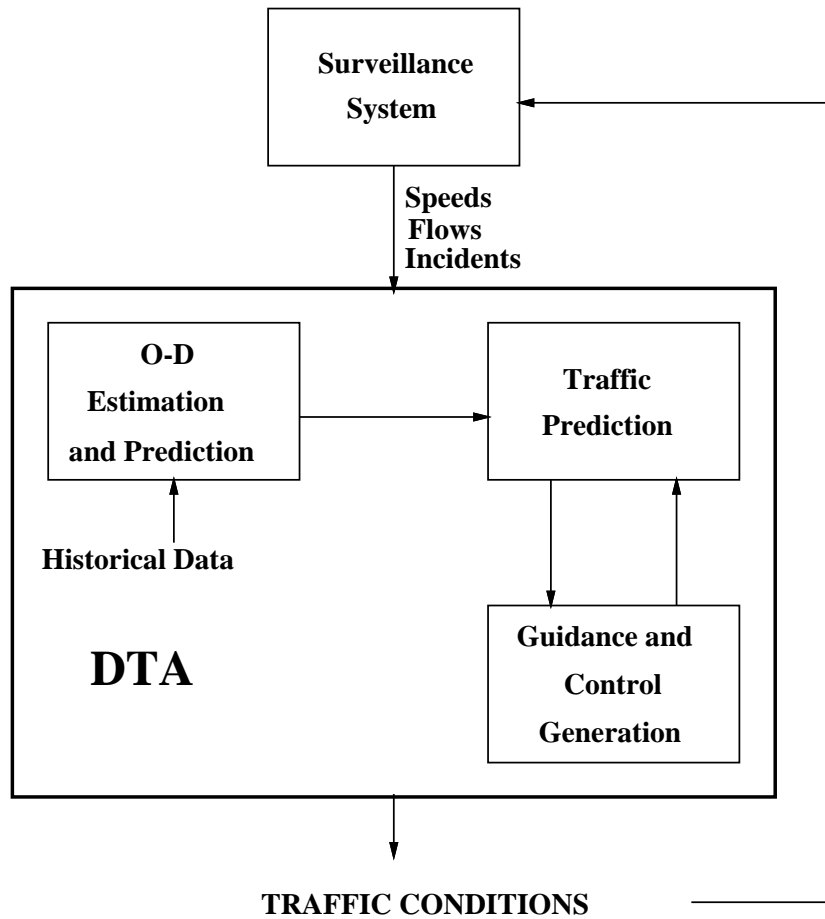 Surveillance
System
Speeds
Flows
Incidents
O-D
Estimation
and Prediction
Traffic
Prediction
Historical Data
Guidance and
Control
Generation
DTA
TRAFFIC CONDITIONS